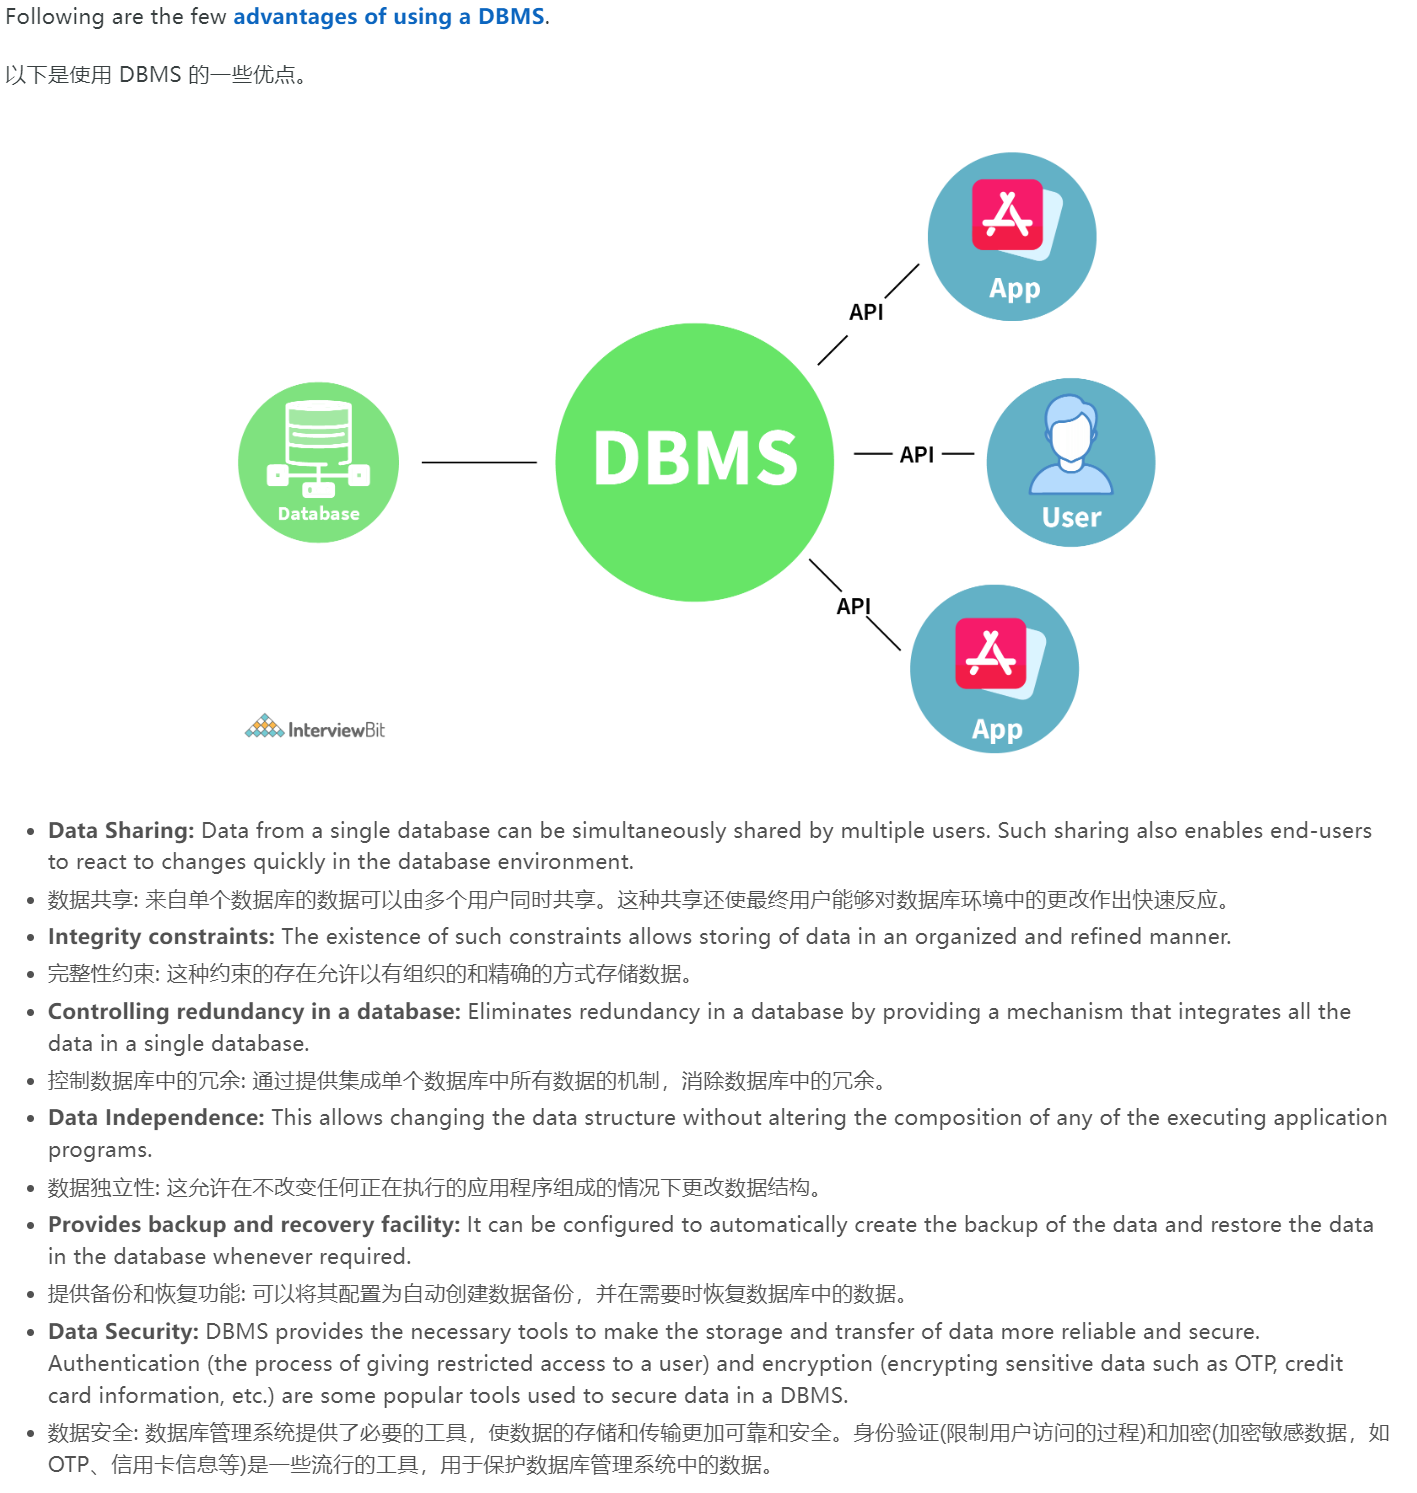 Following are the few advantages of using a DBMS.
以下是使用 DBMS 的一些优点。
App
API
DBMS
API
User
Database
API
App
InterviewBit
• Data Sharing: Data from a single database can be simultaneously shared by multiple users. Such sharing also enables end-users
to react to changes quickly in the database environment.
• 数据共享: 来自单个数据库的数据可以由多个用户同时共享。这种共享还使最终用户能够对数据库环境中的更改作出快速反应。
• Integrity constraints: The existence of such constraints allows storing of data in an organized and refined manner.
• 完整性约束: 这种约束的存在允许以有组织的和精确的方式存储数据。
• Controlling redundancy in a database: Eliminates redundancy in a database by providing a mechanism that integrates all the
data in a single database.
• 控制数据库中的冗余: 通过提供集成单个数据库中所有数据的机制，消除数据库中的冗余。
• Data Independence: This allows changing the data structure without altering the composition of any of the executing application
programs.
• 数据独立性: 这允许在不改变任何正在执行的应用程序组成的情况下更改数据结构。
• Provides backup and recovery facility: It can be configured to automatically create the backup of the data and restore the data
in the database whenever required.
• 提供备份和恢复功能: 可以将其配置为自动创建数据备份，并在需要时恢复数据库中的数据。
• Data Security: DBMS provides the necessary tools to make the storage and transfer of data more reliable and secure.
Authentication (the process of giving restricted access to a user) and encryption (encrypting sensitive data such as OTP, credit
card information, etc.) are some popular tools used to secure data in a DBMS.
• 数据安全: 数据库管理系统提供了必要的工具，使数据的存储和传输更加可靠和安全。身份验证(限制用户访问的过程)和加密(加密敏感数据，如
OTP、信用卡信息等)是一些流行的工具，用于保护数据库管理系统中的数据。